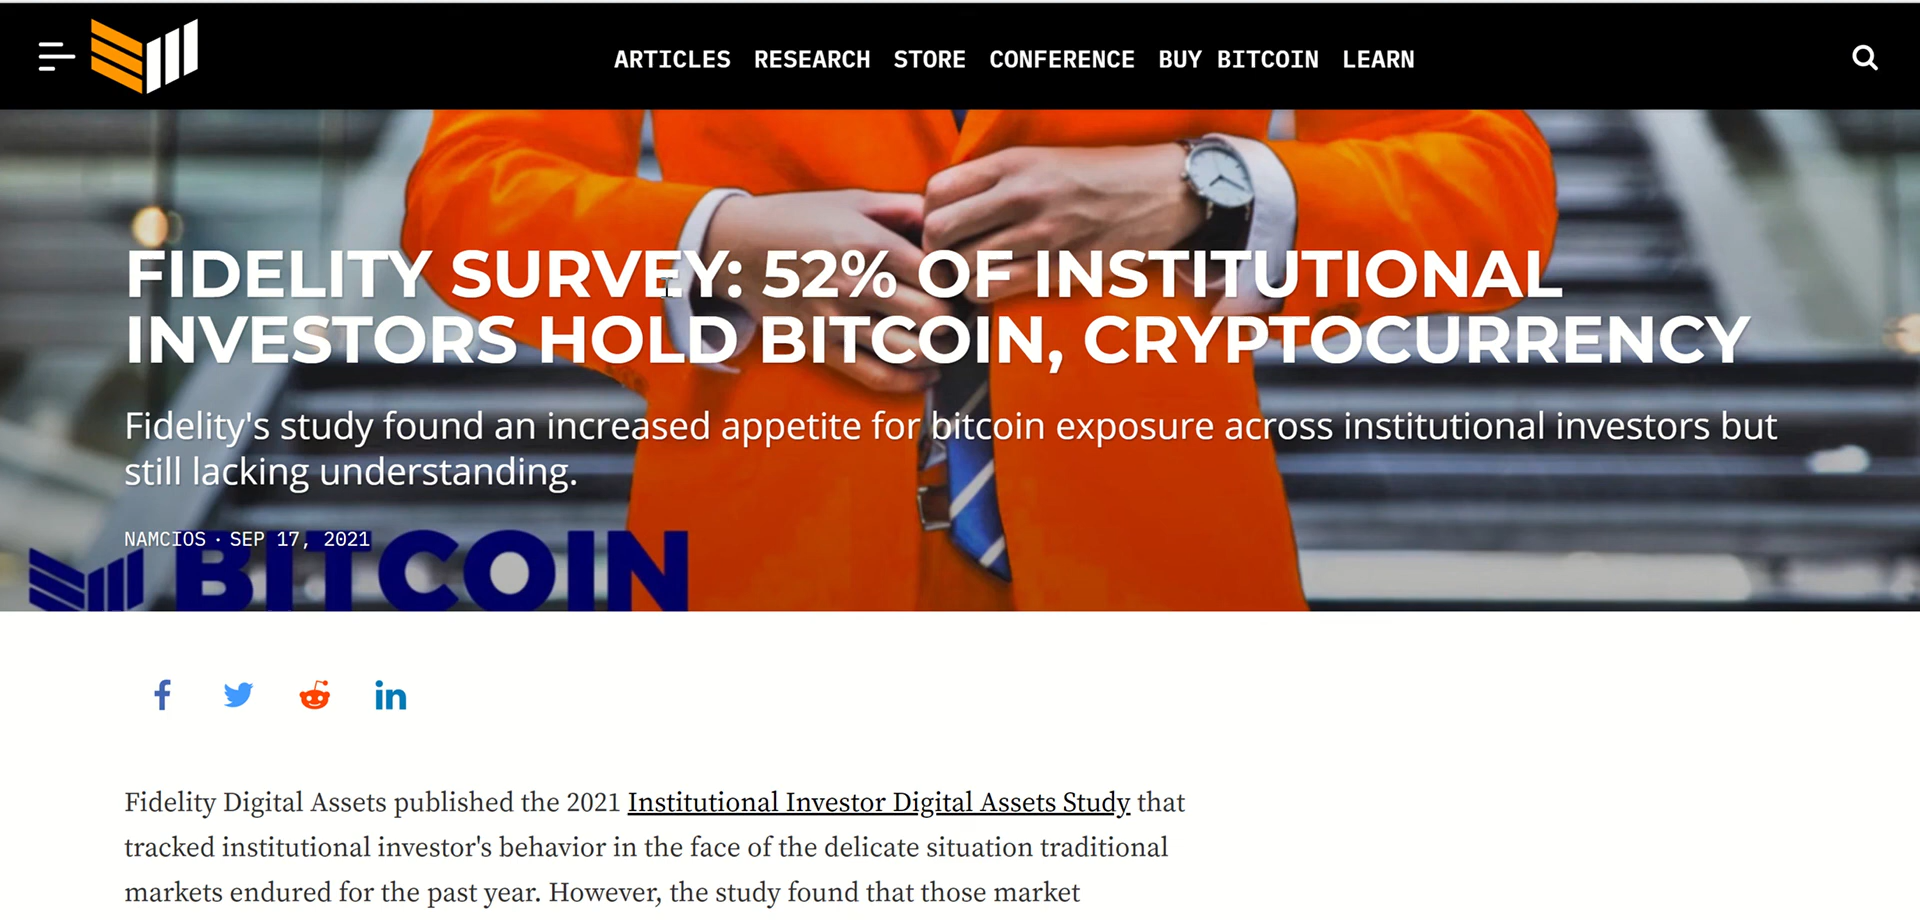 ARTICLES RESEARCH STORE CONFERENCE BUY BITCOIN LEARN
FIDELITY SURVEY: 52% OF INSTITUTIONAL
INVESTORS HOLD BITCOIN, CRYPTOCURRENCY
Fidelity's study found an increased appetite for bitcoin exposure across institutional investors but
still lacking understanding.
NAMCIOS · SEP 17, 2021
BITCOIN
f
in
Fidelity Digital Assets published the 2021 Institutional Investor Digital Assets Study that
tracked institutional investor's behavior in the face of the delicate situation traditional
markets endured for the past year. However, the study found that those market